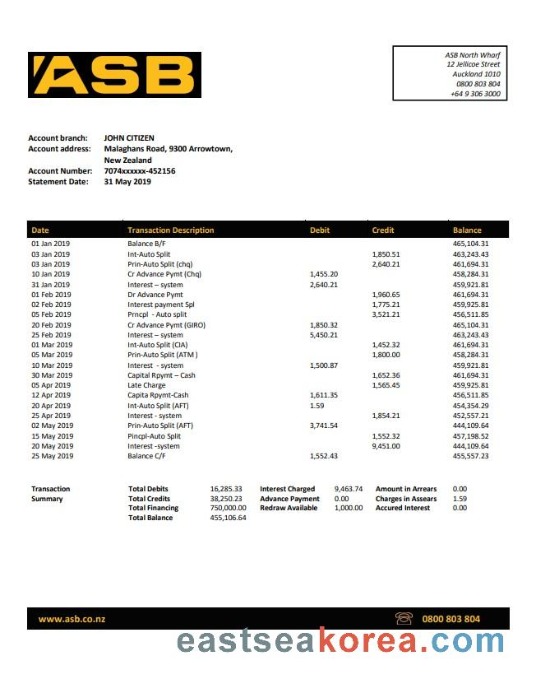 ASB
ASB North Wharf
12 Jellicoe Street
Auckland 1010
0800 803 804
+64 9 306 3000
Account branch: JOHN CITIZEN
Account address: Malaghans Road, 9300 Arrowtown,
New Zealand
Account Number: 7074xxxxxx-452156
Statement Date: 31 May 2019
Date Transaction Description Debit Credit Balance
01 Jan 2019 Balance B/F 465,104.31
03 Jan 2019 Int-Auto Split 1,850.51 463,243.43
03 Jan 2019 Prin-Auto Split (chq) 2,640.21 461,694.31
10 Jan 2019 Cr Advance Pymt (Chq) 1,455.20 458,284.31
31 Jan 2019 Interest – system 2,640.21 459,921.81
01 Feb 2019 Dr Advance Pymt 1,960.65 461,694.31
02 Feb 2019 Interest payment Spl 1,775.21 459,925.81
05 Feb 2019 Prncpl - Auto split 3,521.21 456,511.85
20 Feb 2019 Cr Advance Pymt (GIRO) 1,850.32 465,104.31
25 Feb 2019 Interest – system 5,450.21 463,243.43
01 Mar 2019 Int-Auto Split (CIA) 1,452.32 461,694.31
05 Mar 2019 Prin-Auto Split (ATM ) 1,800.00 458,284.31
10 Mar 2019 Interest - system 1,500.87 459,921.81
30 Mar 2019 Capital Rpymt – Cash 1,652.36 461,694.31
05 Apr 2019 Late Charge 1,565.45 459,925.81
12 Apr 2019 Capita Rpymt-Cash 1,611.35 456,511.85
20 Apr 2019 Int-Auto Split (AFT) 1.59 454,354.29
25 Apr 2019 Interest - system 1,854.21 452,557.21
02 May 2019 Prin-Auto Split (AFT) 3,741.54 444,109.64
15 May 2019 Pincpl-Auto Split 1,552.32 457,198.52
20 May 2019 Interest -system 9,451.00 444,109.64
25 May 2019 Balance C/F 1,552.43 455,557.23
Transaction Total Debits 16,285.33 Interest Charged 9,463.74 Amount in Arrears 0.00
Summary Total Credits 38,250.23 Advance Payment 0.00 Charges in Assears 1.59
Total Financing 750,000.00 Redraw Available 1,000.00 Accured Interest 0.00
Total Balance 455,106.64
www.asb.co.nz 0800 803 804
eastseakorea.com